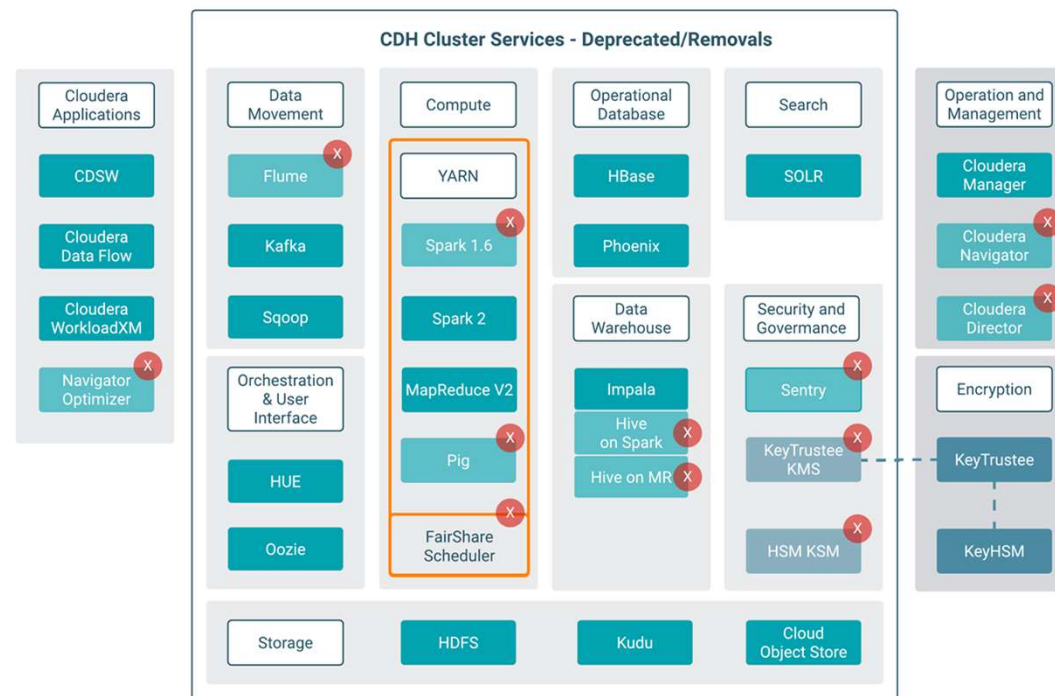 CDH Cluster Services - Deprecated/Removals
Cloudera
Applications
CDSW
Cloudera
Data Flow
Cloudera
WorkloadXM
X
Navigator
Optimizer
Data
Movement
X
Flume
Kafka
Sqoop
Orchestration
& User
Interface
HUE
Oozie
Compute
YARN
X
Spark 1.6
Spark 2
MapReduce V2
X
Pig
X
FairShare
Scheduler
Operational
Database
HBase
Phoenix
Data
Warehouse
Impala
Hive
on Spark
X
Hive on MR
X
Search
SOLR
Security and
Govermance
X
Sentry
X
KeyTrustee
KMS
X
HSM KSM
Operation and
Management
Cloudera
Manager
X
Cloudera
Navigator
X
Cloudera
Director
Encryption
KeyTrustee
KeyHSM
Storage
HDFS
Kudu
Cloud
Object Store